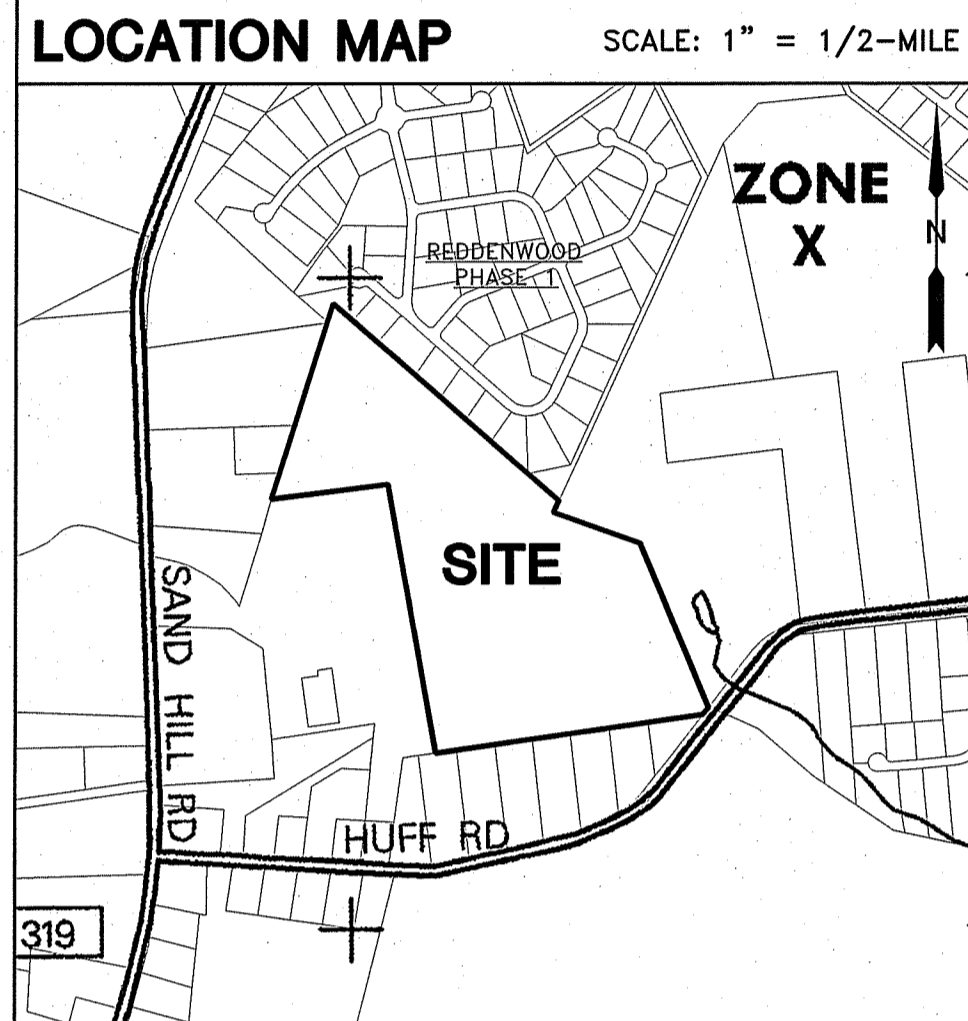 LOCATION MAP
SCALE: 1" = 1/2-MILE
ZONE
X
N
REDDENWOOD
PHASE 1
SITE
SAND HILL RD
HUFF RD
319